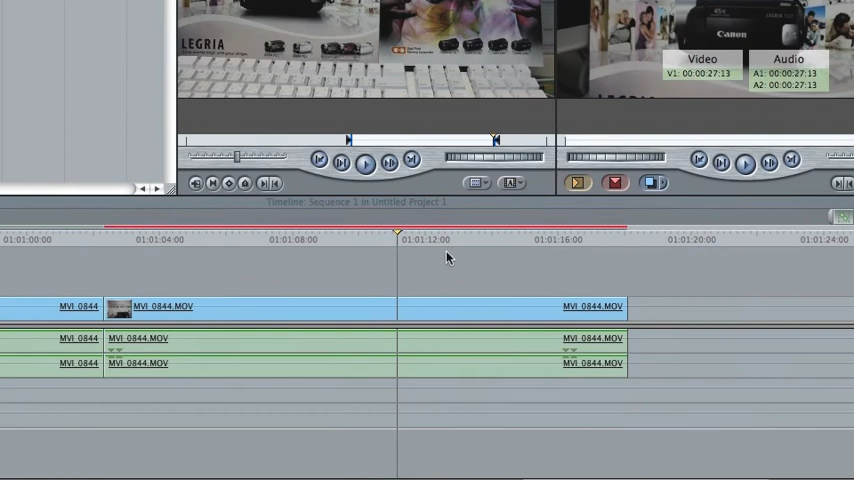 LEGRIA
Canon
Video
Audio
V1: 00:00:27:13
A1: 00:00:27:13
A2: 00:00:27:13
Timeline: Sequence 1 in Untitled Project 1
01:01:00:00
01:01:04:00
01:01:08:00
01:01:12:00
01:01:16:00
01:01:20:00
01:01:24:00
MVI_0844
MVI_0844.MOV
MVI_0844.MOV
MVI_0844
MVI_0844.MOV
MVI_0844.MOV
MVI_0844
MVI_0844.MOV
MVI_0844.MOV